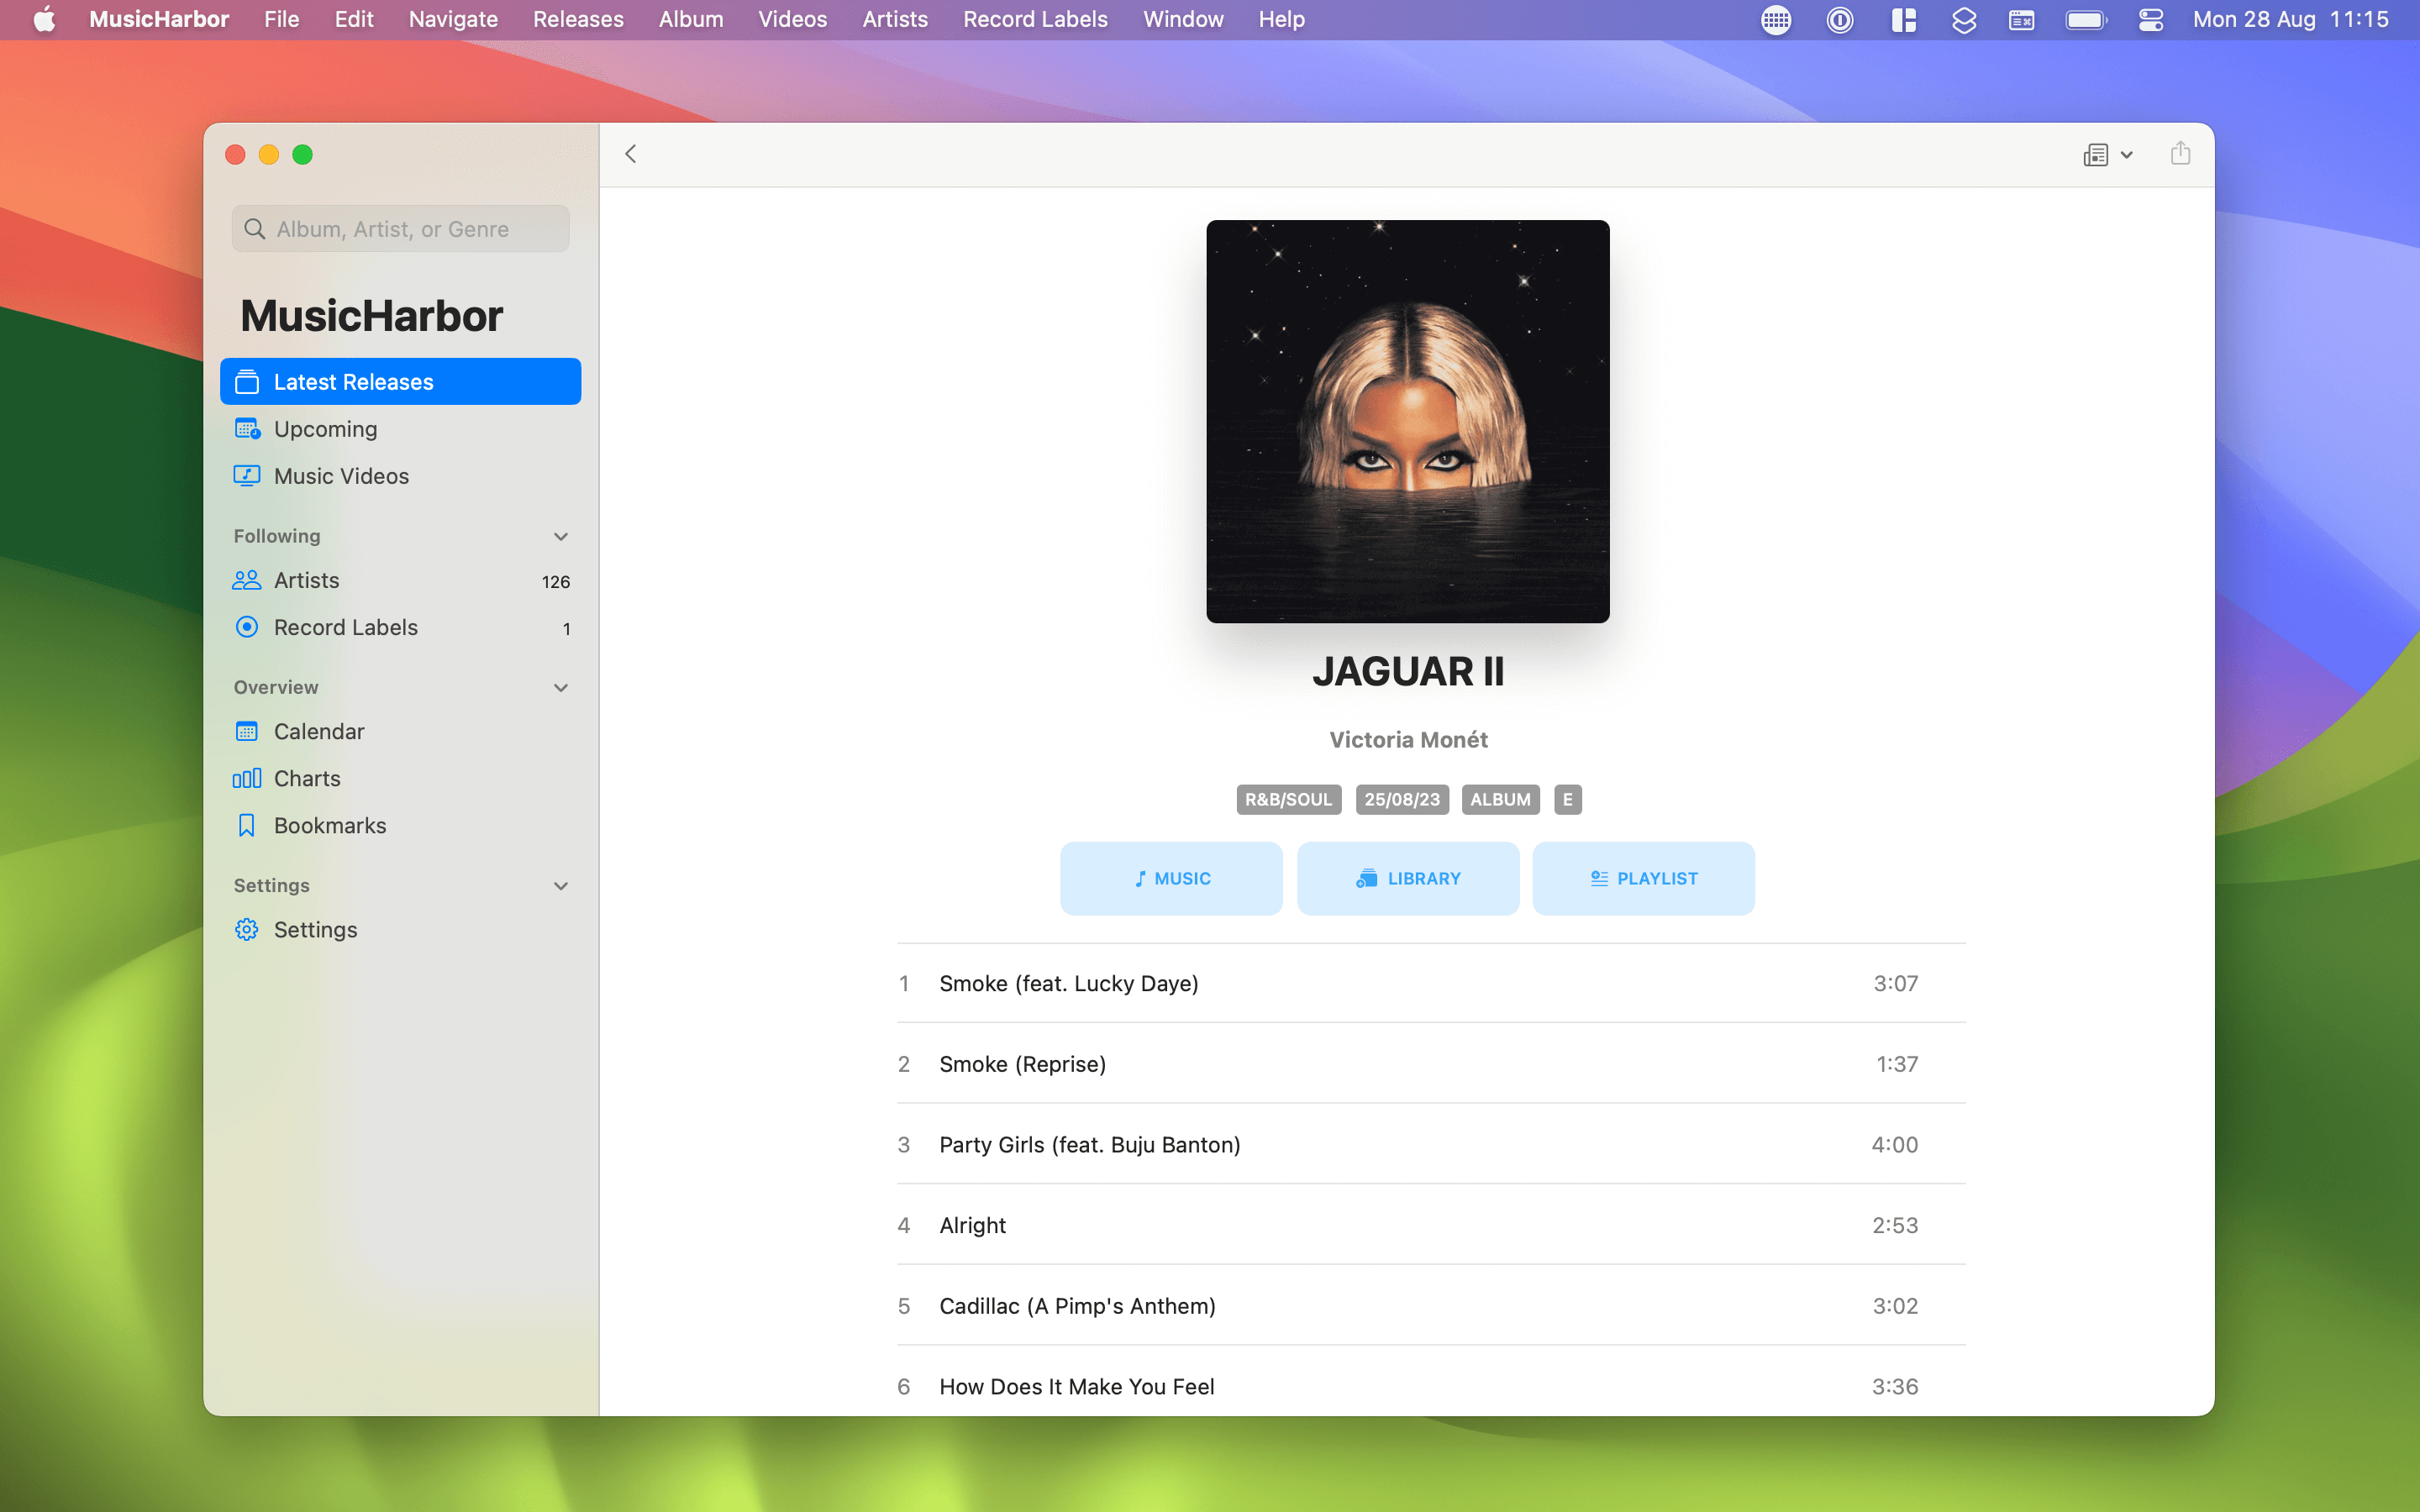 MusicHarbor File Edit Navigate Releases Album Videos Artists Record Labels Window Help Mon 28 Aug 11:15
Album, Artist, or Genre
MusicHarbor
Latest Releases
Upcoming
Music Videos
Following
Artists 126
Record Labels 1
Overview
Calendar
Charts
Bookmarks
Settings
Settings
JAGUAR II
Victoria Monét
R&B/SOUL 25/08/23 ALBUM E
MUSIC LIBRARY PLAYLIST
1 Smoke (feat. Lucky Daye) 3:07
2 Smoke (Reprise) 1:37
3 Party Girls (feat. Buju Banton) 4:00
4 Alright 2:53
5 Cadillac (A Pimp's Anthem) 3:02
6 How Does It Make You Feel 3:36